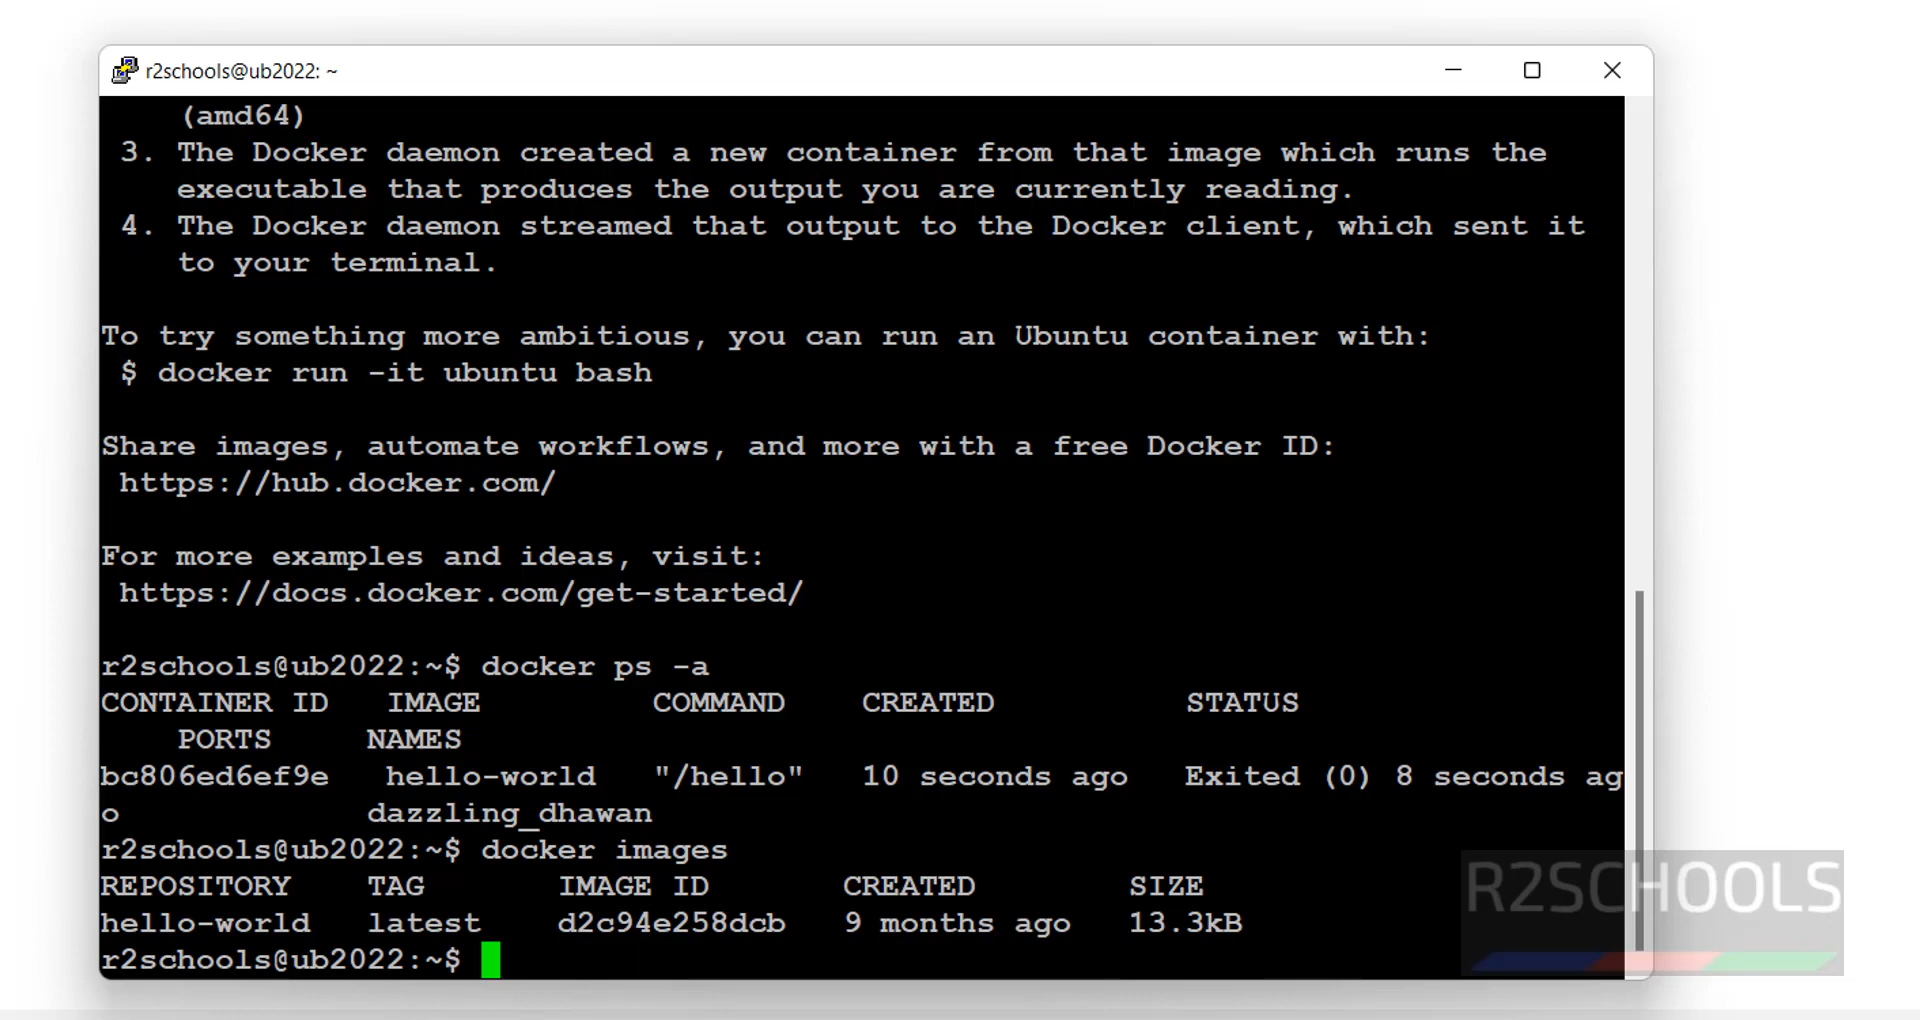 r2schools@ub2022: ~
(amd64)
3. The Docker daemon created a new container from that image which runs the
executable that produces the output you are currently reading.
4. The Docker daemon streamed that output to the Docker client, which sent it
to your terminal.
To try something more ambitious, you can run an Ubuntu container with:
$ docker run -it ubuntu bash
Share images, automate workflows, and more with a free Docker ID:
https://hub.docker.com/
For more examples and ideas, visit:
https://docs.docker.com/get-started/
r2schools@ub2022:~$ docker ps -a
CONTAINER ID   IMAGE         COMMAND    CREATED          STATUS
PORTS     NAMES
bc806ed6ef9e   hello-world   "/hello"   10 seconds ago   Exited (0) 8 seconds ag
o             dazzling_dhawan
r2schools@ub2022:~$ docker images
REPOSITORY    TAG       IMAGE ID       CREATED        SIZE
hello-world   latest    d2c94e258dcb   9 months ago   13.3kB
r2schools@ub2022:~$
R2SCHOOLS